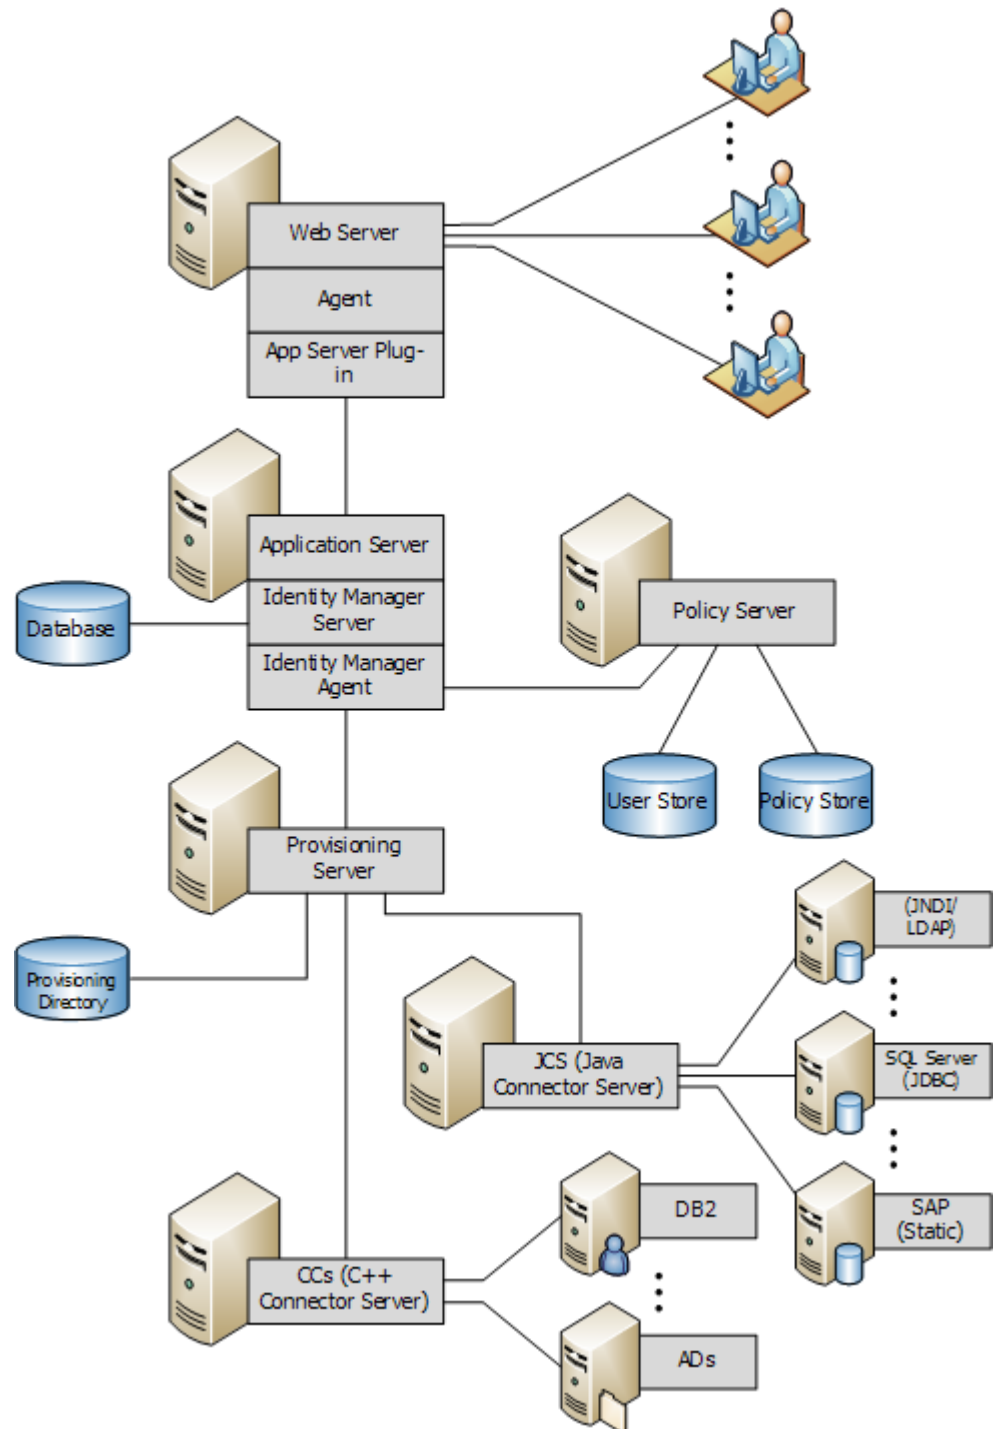 Web Server
Agent
App Server Plug-
in
Application Server
Identity Manager
Server
Identity Manager
Agent
Database
Policy Server
User Store
Policy Store
Provisioning
Server
Provisioning
Directory
(JNDI/
LDAP)
JCS (Java
Connector Server)
SQL Server
(JDBC)
SAP
(Static)
DB2
CCs (C++
Connector Server)
ADs